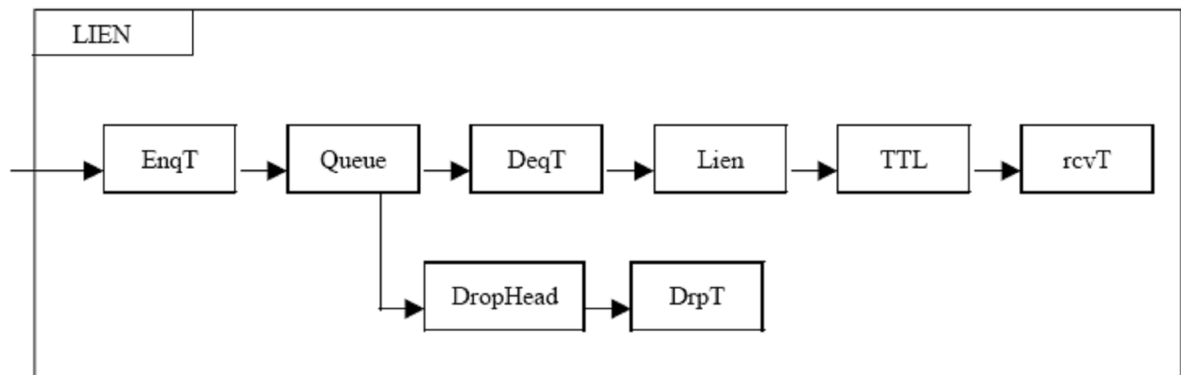 LIEN
EnqT
Queue
DeqT
Lien
TTL
rcvT
DropHead
DrpT